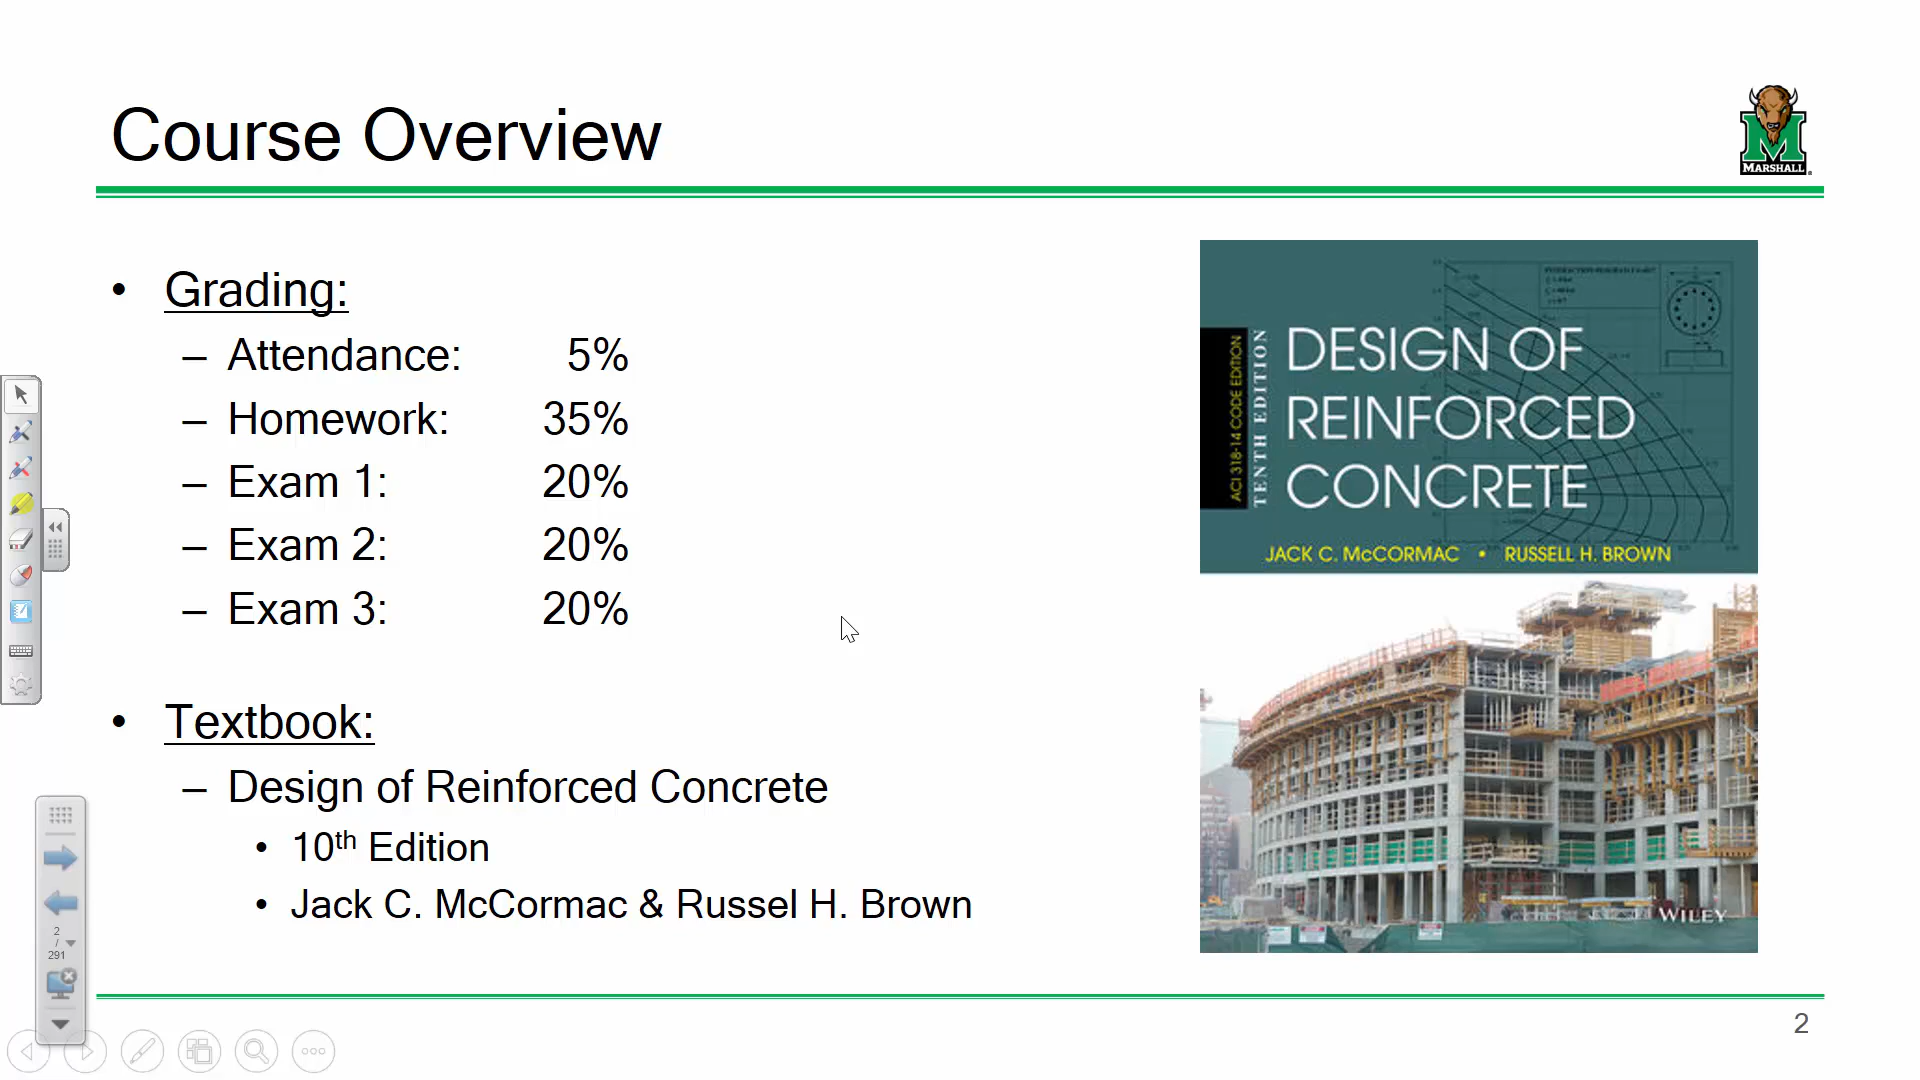 Course Overview
MARSHALL
• Grading:
– Attendance: 5%
– Homework: 35%
– Exam 1: 20%
– Exam 2: 20%
– Exam 3: 20%
• Textbook:
– Design of Reinforced Concrete
• 10th Edition
• Jack C. McCormac & Russel H. Brown
ACI 318-14 CODE EDITION
TENTH EDITION
DESIGN OF
REINFORCED
CONCRETE
JACK C. McCORMAC • RUSSELL H. BROWN
WILEY
2
/
291
2